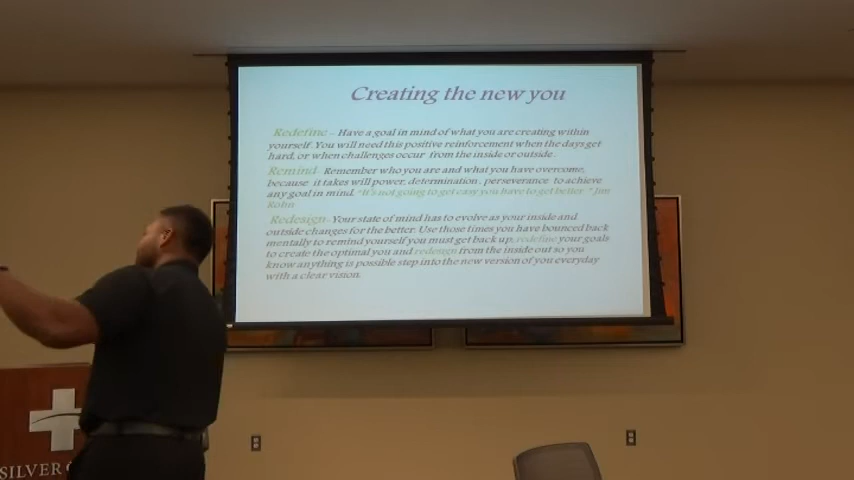 Creating the new you
Redefine - Have a goal in mind of what you are creating within
yourself. You will need this positive reinforcement when the days get
hard, or when challenges occur from the inside or outside.
Remind- Remember who you are and what you have overcome,
because it takes will power, determination, perseverance to achieve
any goal in mind. "It's not going to get easy you have to get better." Jim
Rohn
Redesign- Your state of mind has to evolve as your inside and
outside changes for the better. Use those times you have bounced back
mentally to remind yourself you must get back up, redefine your goals
to create the optimal you and redesign from the inside out so you
know anything is possible step into the new version of you everyday
with a clear vision.
SILVER